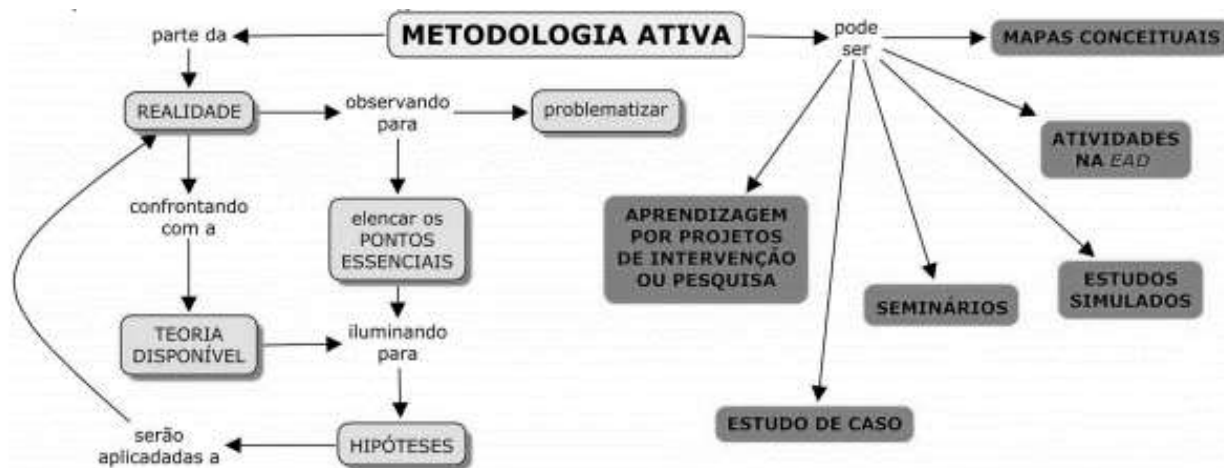 METODOLOGIA ATIVA
parte da
REALIDADE
observando
para
problematizar
confrontando
com a
elencar os
PONTOS
ESSENCIAIS
TEORIA
DISPONÍVEL
iluminando
para
HIPÓTESES
serão
aplicadadas a
pode
ser
MAPAS CONCEITUAIS
ATIVIDADES
NA EAD
APRENDIZAGEM
POR PROJETOS
DE INTERVENÇÃO
OU PESQUISA
SEMINÁRIOS
ESTUDOS
SIMULADOS
ESTUDO DE CASO